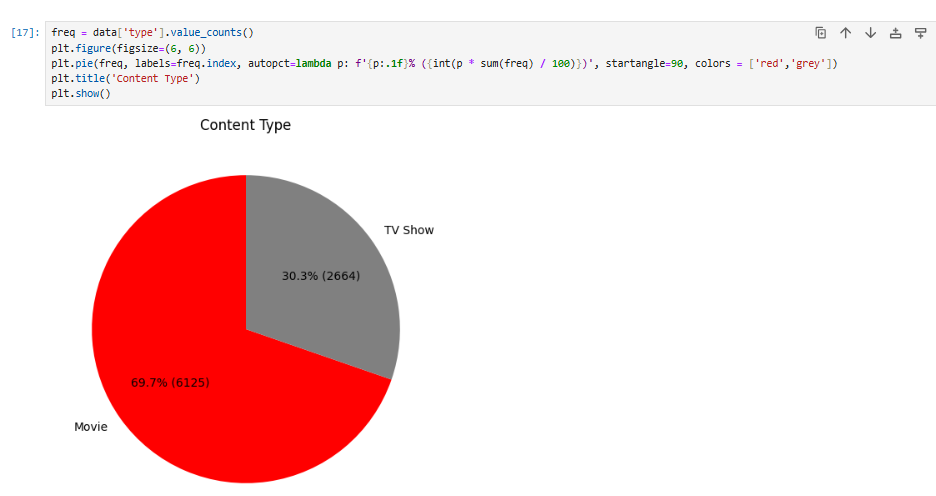 [17]: freq = data['type'].value_counts()
plt.figure(figsize=(6, 6))
plt.pie(freq, labels=freq.index, autopct=lambda p: f'{p:.1f}% ({int(p * sum(freq) / 100)})', startangle=90, colors = ['red','grey'])
plt.title('Content Type')
plt.show()
Content Type
TV Show
30.3% (2664)
69.7% (6125)
Movie